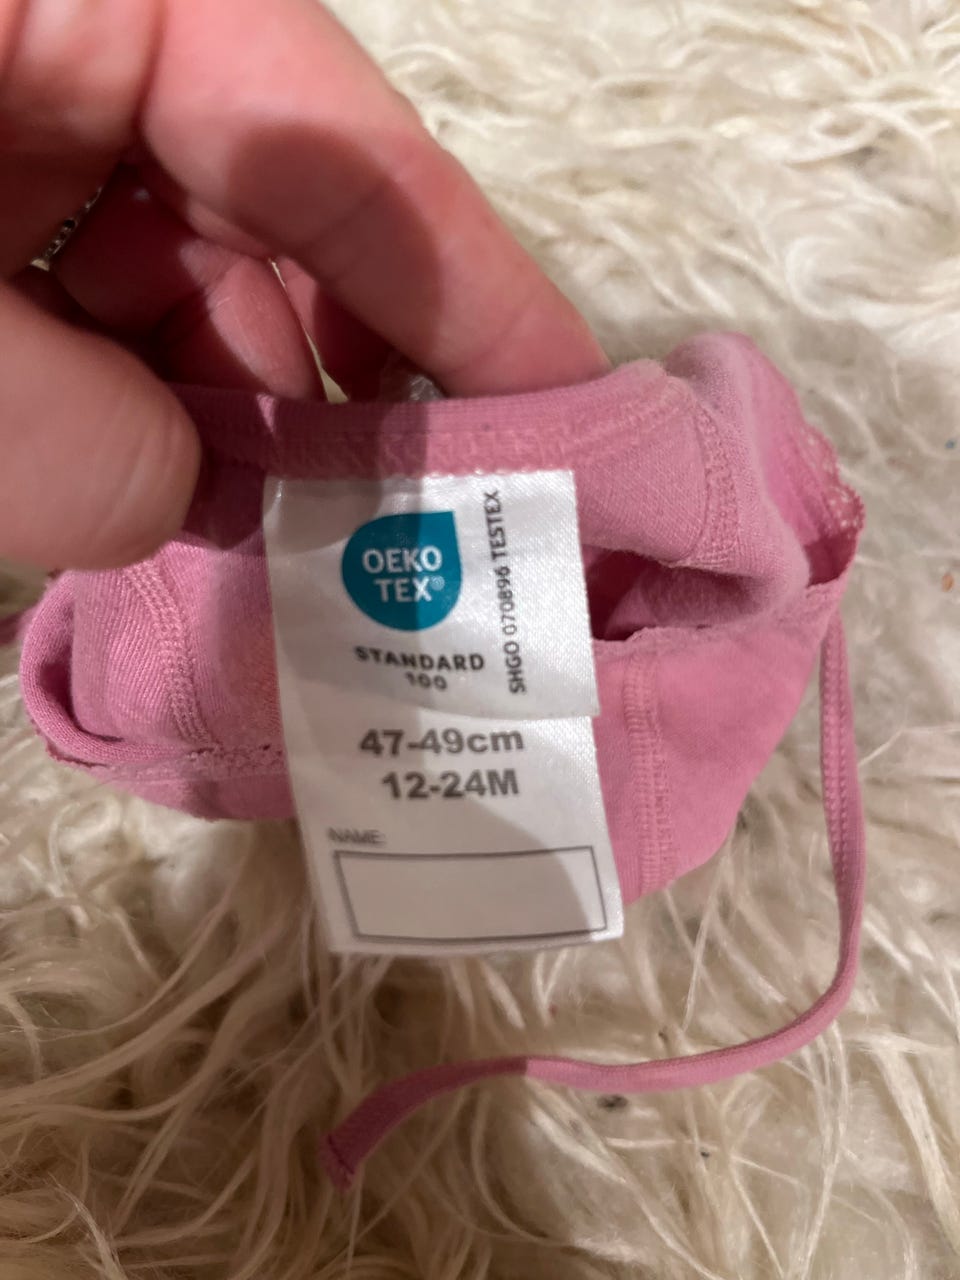 OEKO
TEX®
STANDARD
100
SHGO 070896 TESTEX
47-49cm
12-24M
NAME: